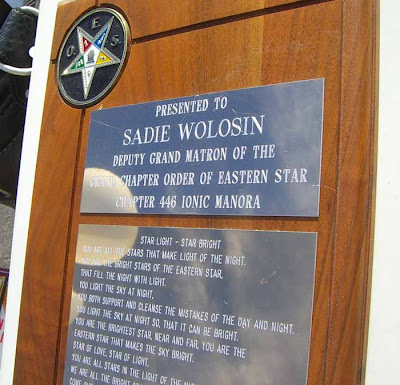 O E S
PRESENTED TO
SADIE WOLOSIN
DEPUTY GRAND MATRON OF THE
GRAND CHAPTER ORDER OF EASTERN STAR
CHAPTER 446 IONIC MANORA
STAR LIGHT - STAR BRIGHT
YOU ARE ALL THE STARS THAT MAKE LIGHT OF THE NIGHT.
THE BRIGHT STARS OF THE EASTERN STAR,
THAT FILL THE NIGHT WITH LIGHT.
YOU LIGHT THE SKY AT NIGHT,
YOU BOTH SUPPORT AND CLEANSE THE MISTAKES OF THE DAY AND NIGHT.
YOU LIGHT THE SKY AT NIGHT SO, THAT IT CAN BE BRIGHT.
YOU ARE THE BRIGHTEST STAR, NEAR AND FAR, YOU ARE THE
EASTERN STAR THAT MAKES THE SKY BRIGHT.
STAR OF LOVE, STAR OF LIGHT,
YOU ARE ALL STARS IN THE LIGHT OF THE
WE ARE ALL THE BRIGHT